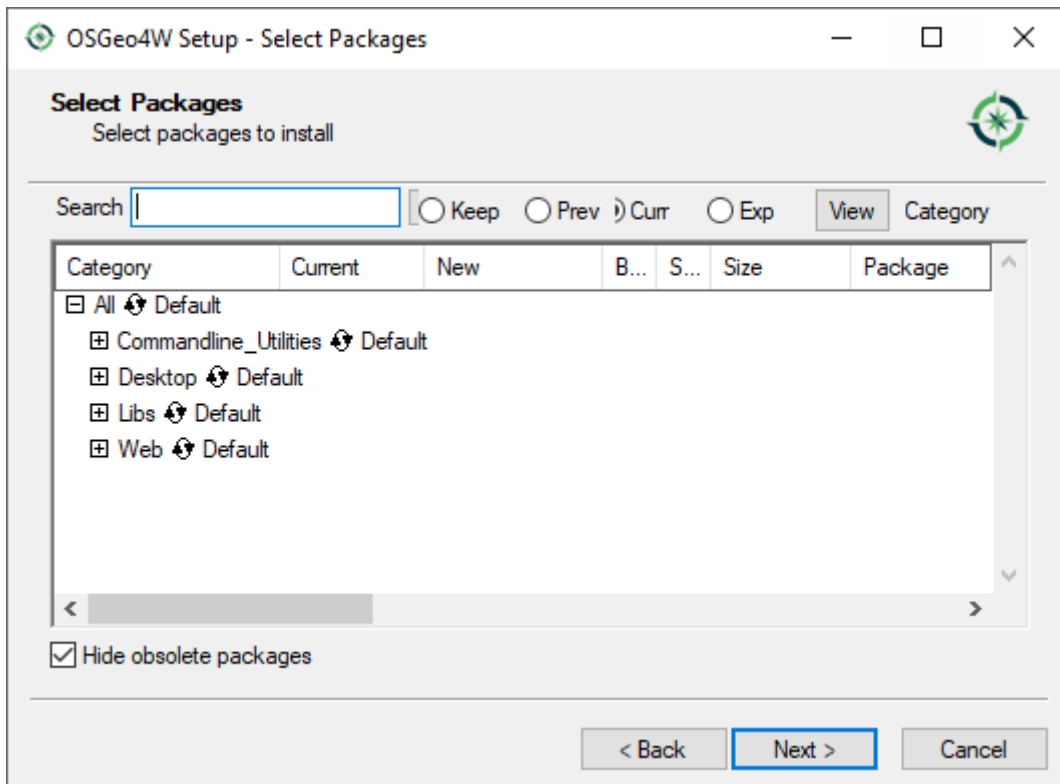 OSGeo4W Setup - Select Packages
Select Packages
Select packages to install
Search Keep Prev Curr Exp View Category
Category Current New B... S... Size Package
All Default
Commandline_Utilities Default
Desktop Default
Libs Default
Web Default
Hide obsolete packages
< Back Next > Cancel